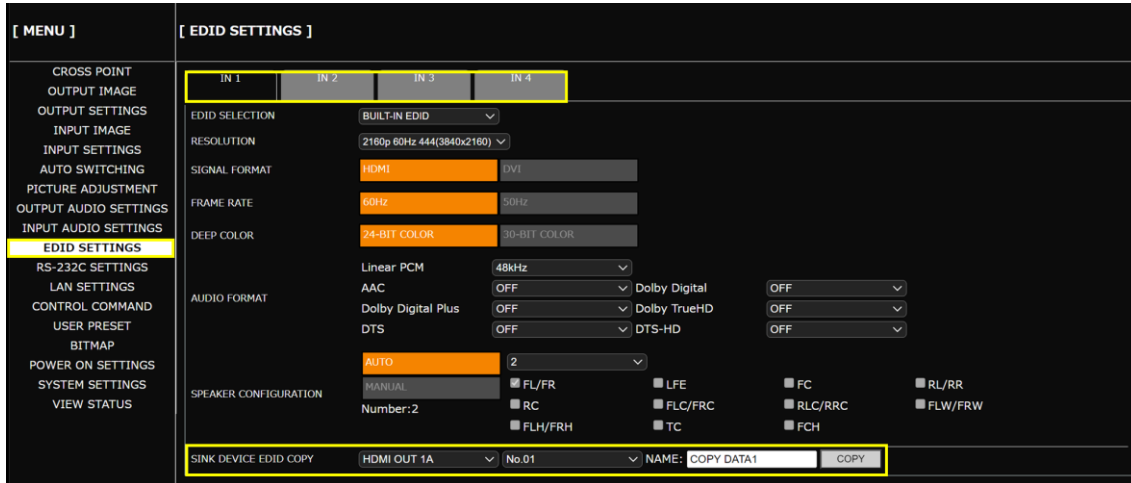 [ MENU ]
[ EDID SETTINGS ]
CROSS POINT
OUTPUT IMAGE
OUTPUT SETTINGS
INPUT IMAGE
INPUT SETTINGS
AUTO SWITCHING
PICTURE ADJUSTMENT
OUTPUT AUDIO SETTINGS
INPUT AUDIO SETTINGS
EDID SETTINGS
RS-232C SETTINGS
LAN SETTINGS
CONTROL COMMAND
USER PRESET
BITMAP
POWER ON SETTINGS
SYSTEM SETTINGS
VIEW STATUS
IN 1 IN 2 IN 3 IN 4
EDID SELECTION BUILT-IN EDID
RESOLUTION 2160p 60Hz 444(3840x2160)
SIGNAL FORMAT HDMI DVI
FRAME RATE 60Hz 50Hz
DEEP COLOR 24-BIT COLOR 30-BIT COLOR
AUDIO FORMAT
Linear PCM 48kHz
AAC OFF Dolby Digital OFF
Dolby Digital Plus OFF Dolby TrueHD OFF
DTS OFF DTS-HD OFF
SPEAKER CONFIGURATION
AUTO 2
MANUAL FL/FR LFE FC RL/RR
Number:2 RC FLC/FRC RLC/RRC FLW/FRW
FLH/FRH TC FCH
SINK DEVICE EDID COPY HDMI OUT 1A No.01 NAME: COPY DATA1 COPY